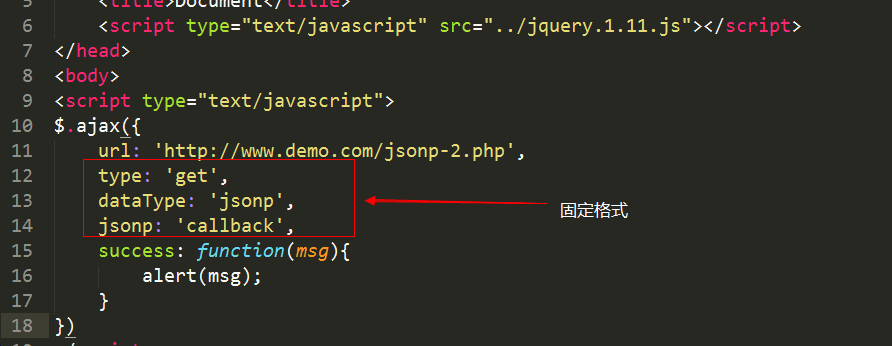 5 <title>Document</title>
6 <script type="text/javascript" src="../jquery.1.11.js"></script>
7 </head>
8 <body>
9 <script type="text/javascript">
10 $.ajax({
11 url: 'http://www.demo.com/jsonp-2.php',
12 type: 'get',
13 dataType: 'jsonp',
14 jsonp: 'callback',
固定格式
15 success: function(msg){
16 alert(msg);
17 }
18 })